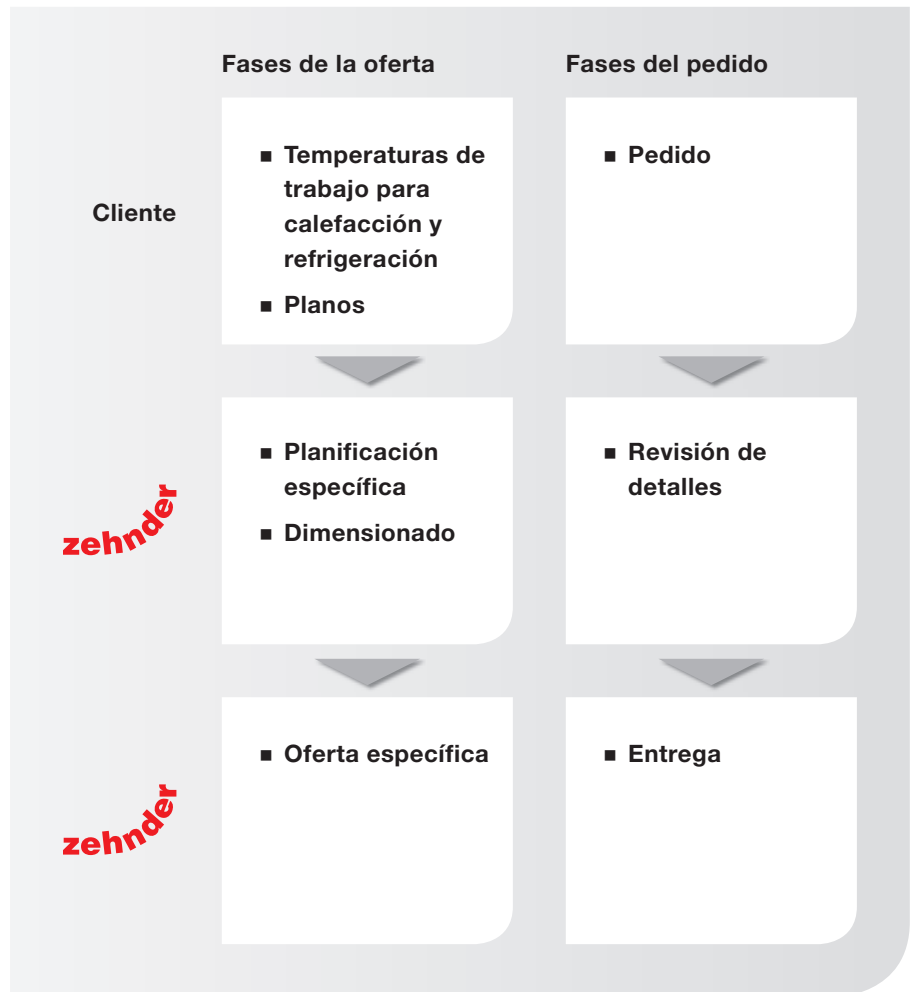 Fases de la oferta
Fases del pedido
Cliente
■ Temperaturas de
trabajo para
calefacción y
refrigeración
■ Planos
■ Pedido
zehnder
■ Planificación
específica
■ Dimensionado
■ Revisión de
detalles
zehnder
■ Oferta específica
■ Entrega